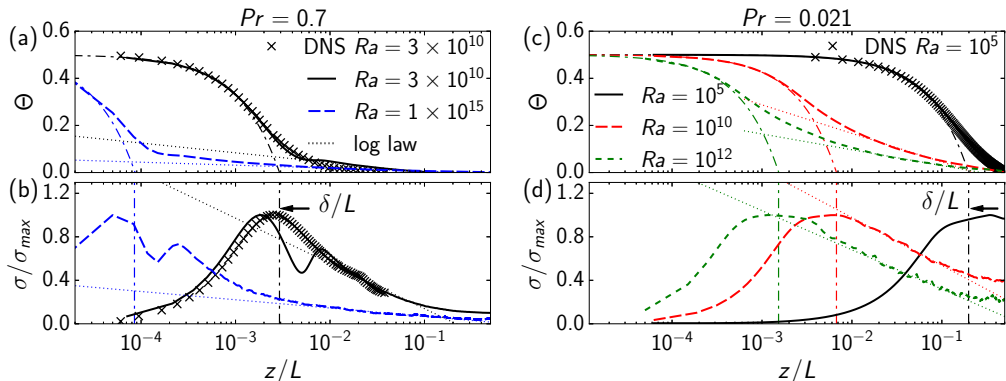 Pr = 0.7
(a)
0.6
0.4
0.2
0.0
Θ
DNS Ra = 3 × 10^10
Ra = 3 × 10^10
Ra = 1 × 10^15
log law
(b)
1.2
0.8
0.4
0.0
σ/σ_max
δ/L
10^−4 10^−3 10^−2 10^−1
z/L
Pr = 0.021
(c)
0.6
0.4
0.2
0.0
Θ
DNS Ra = 10^5
Ra = 10^5
Ra = 10^10
Ra = 10^12
(d)
1.2
0.8
0.4
0.0
σ/σ_max
δ/L
10^−4 10^−3 10^−2 10^−1
z/L